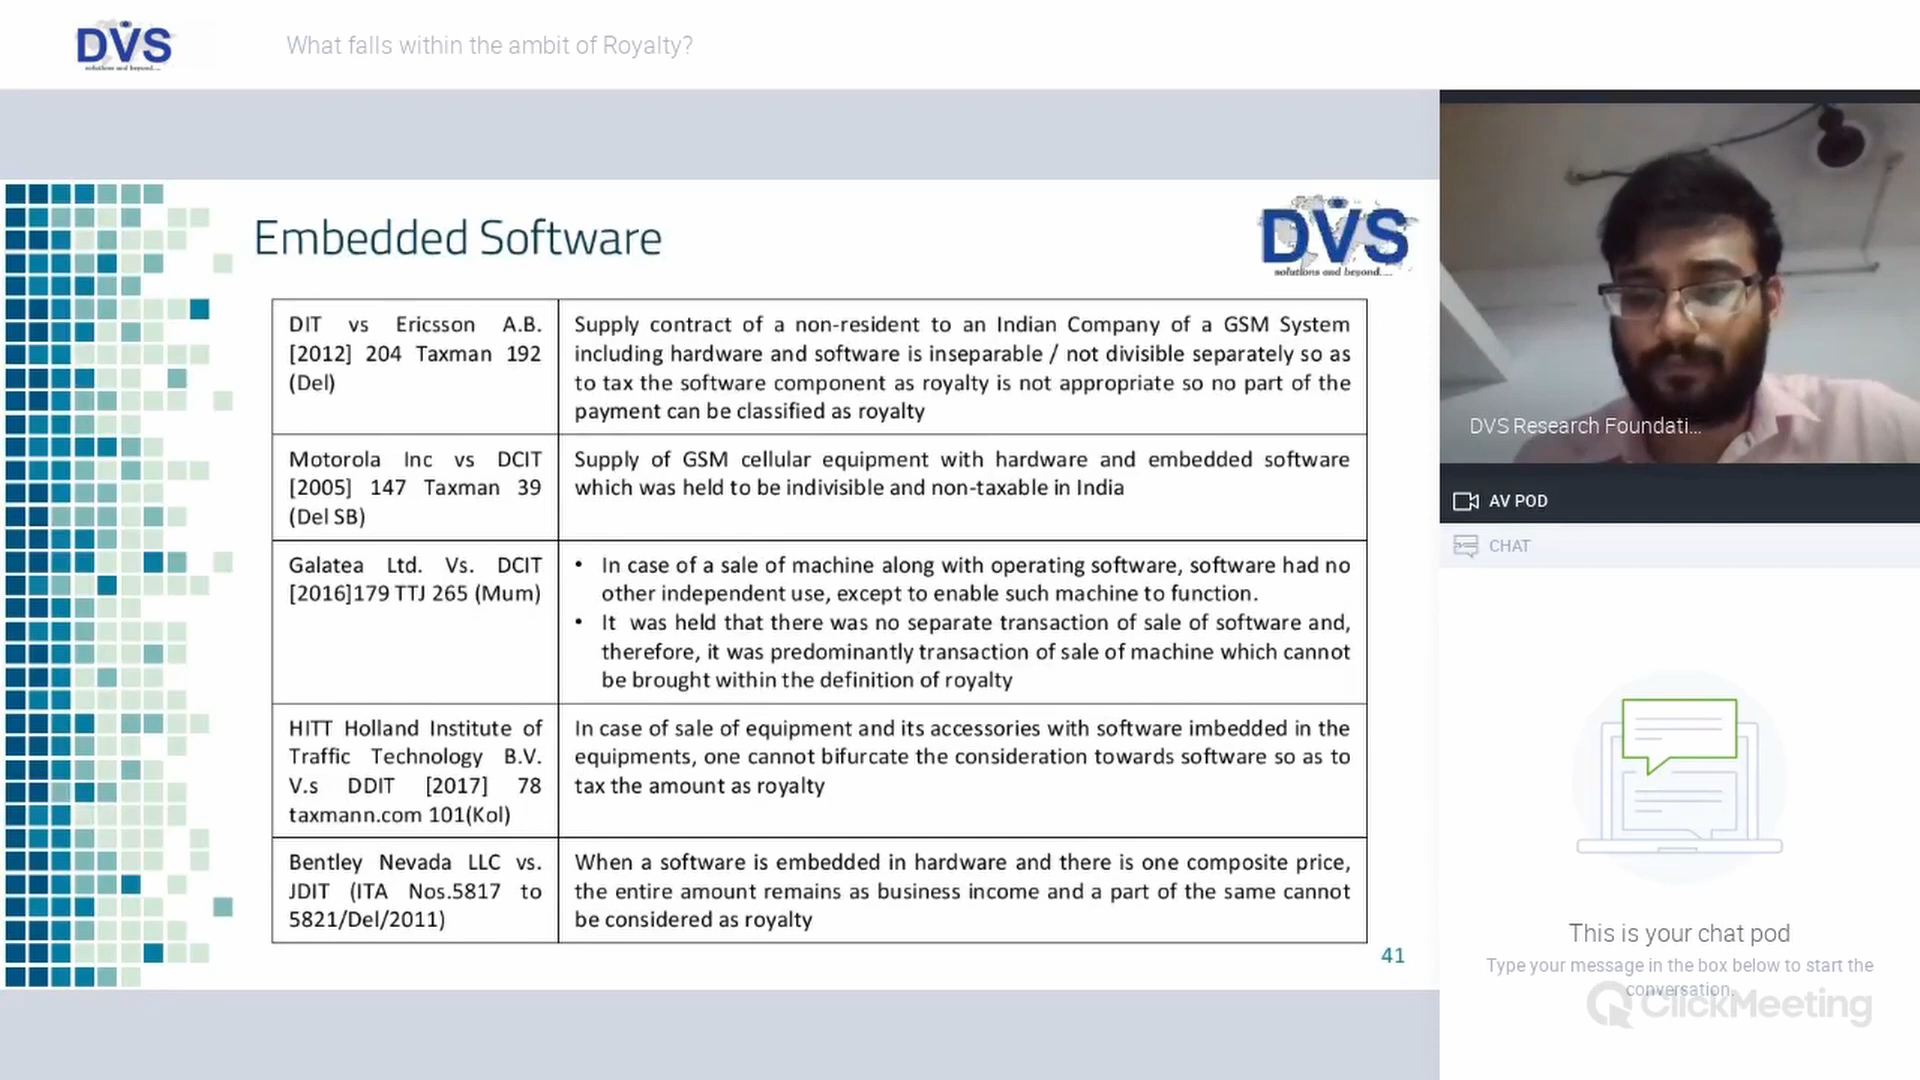 DVS
solutions and beyond....
What falls within the ambit of Royalty?
Embedded Software
DVS
solutions and beyond....
DIT vs Ericsson A.B.
[2012] 204 Taxman 192
(Del)
Supply contract of a non-resident to an Indian Company of a GSM System
including hardware and software is inseparable / not divisible separately so as
to tax the software component as royalty is not appropriate so no part of the
payment can be classified as royalty
Motorola Inc vs DCIT
[2005] 147 Taxman 39
(Del SB)
Supply of GSM cellular equipment with hardware and embedded software
which was held to be indivisible and non-taxable in India
Galatea Ltd. Vs. DCIT
[2016]179 TTJ 265 (Mum)
• In case of a sale of machine along with operating software, software had no
other independent use, except to enable such machine to function.
• It was held that there was no separate transaction of sale of software and,
therefore, it was predominantly transaction of sale of machine which cannot
be brought within the definition of royalty
HITT Holland Institute of
Traffic Technology B.V.
V.s DDIT [2017] 78
taxmann.com 101(Kol)
In case of sale of equipment and its accessories with software imbedded in the
equipments, one cannot bifurcate the consideration towards software so as to
tax the amount as royalty
Bentley Nevada LLC vs.
JDIT (ITA Nos.5817 to
5821/Del/2011)
When a software is embedded in hardware and there is one composite price,
the entire amount remains as business income and a part of the same cannot
be considered as royalty
41
DVS Research Foundati...
AV POD
CHAT
This is your chat pod
Type your message in the box below to start the
conversation.
ClickMeeting